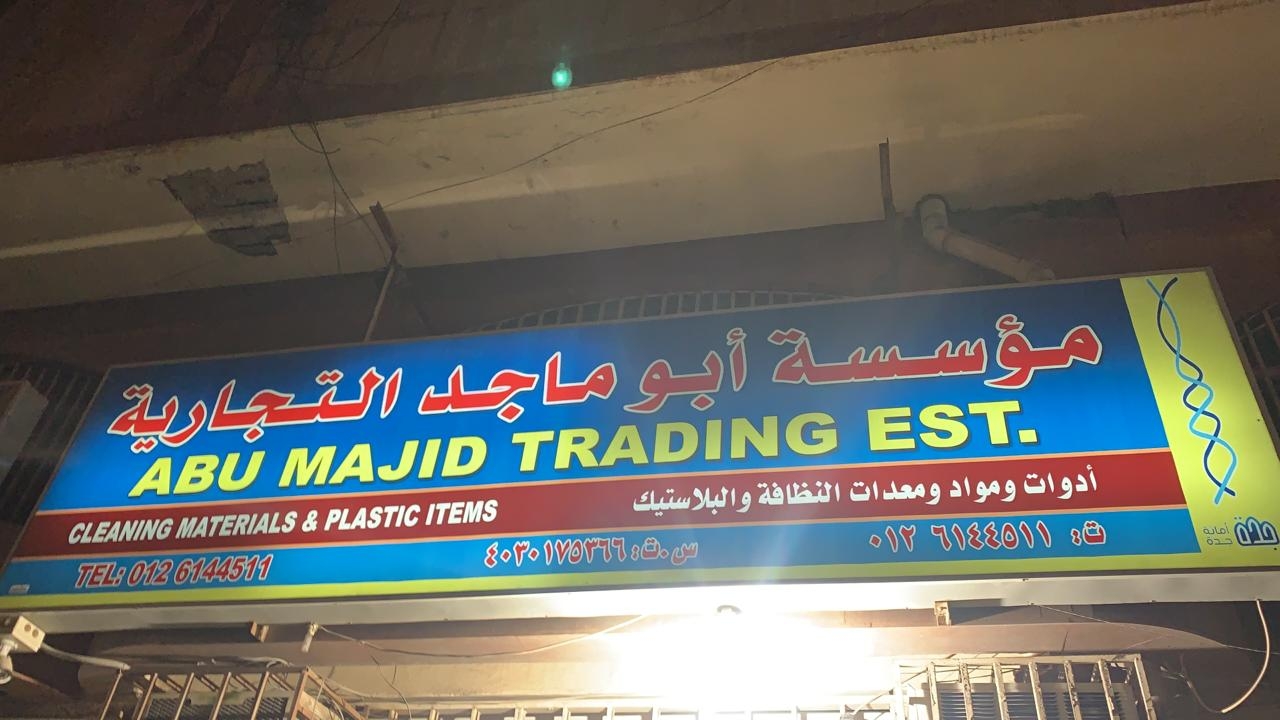 مؤسسة أبو ماجد التجارية
ABU MAJID TRADING EST.
CLEANING MATERIALS & PLASTIC ITEMS
أدوات ومواد ومعدات النظافة والبلاستيك
TEL: 012 6144511
س.ت: ٤٠٣٠١٧٥٣٦٦
ت: ٠١٢ ٦١٤٤٥١١
أمانة
جدة
جدة